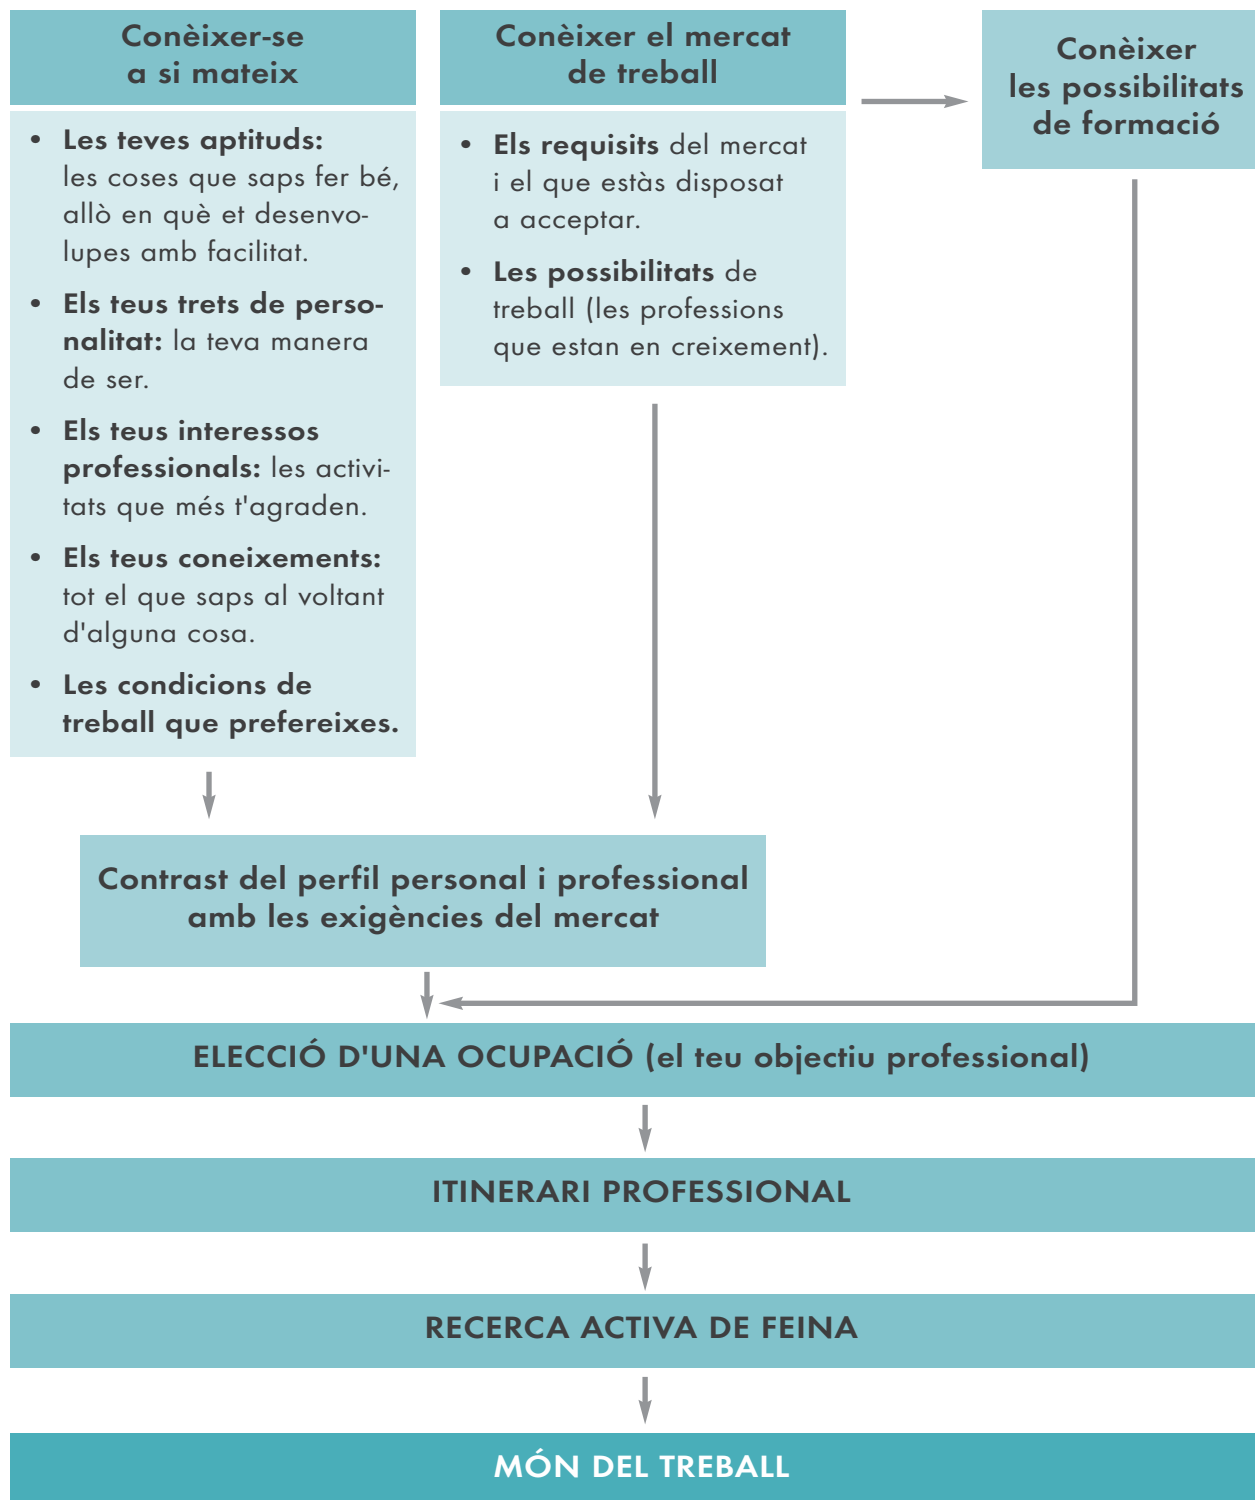 Conèixer-se
a si mateix
• Les teves aptituds:
les coses que saps fer bé,
allò en què et desenvo-
lupes amb facilitat.
• Els teus trets de perso-
nalitat: la teva manera
de ser.
• Els teus interessos
professionals: les activi-
tats que més t'agraden.
• Els teus coneixements:
tot el que saps al voltant
d'alguna cosa.
• Les condicions de
treball que prefereixes.
Conèixer el mercat
de treball
• Els requisits del mercat
i el que estàs disposat
a acceptar.
• Les possibilitats de
treball (les professions
que estan en creixement).
Conèixer
les possibilitats
de formació
Contrast del perfil personal i professional
amb les exigències del mercat
ELECCIÓ D'UNA OCUPACIÓ (el teu objectiu professional)
ITINERARI PROFESSIONAL
RECERCA ACTIVA DE FEINA
MÓN DEL TREBALL